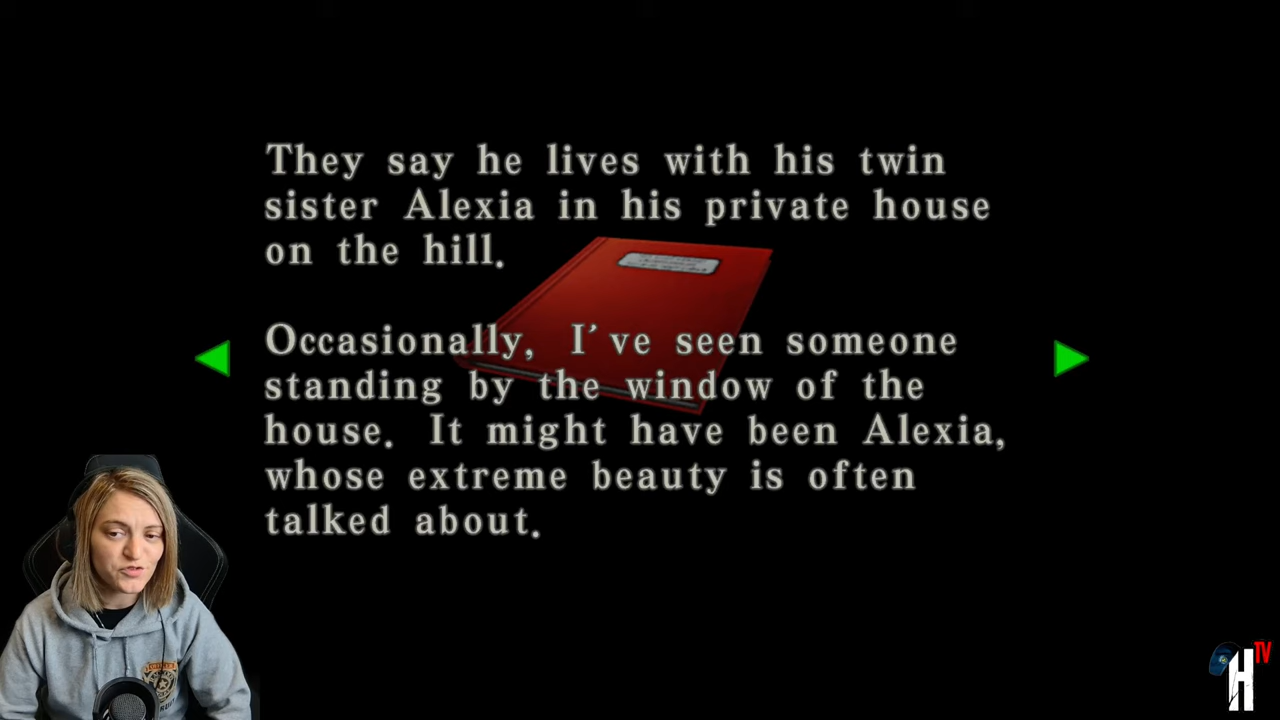 They say he lives with his twin
sister Alexia in his private house
on the hill.
Occasionally, I've seen someone
standing by the window of the
house. It might have been Alexia,
whose extreme beauty is often
talked about.
H TV